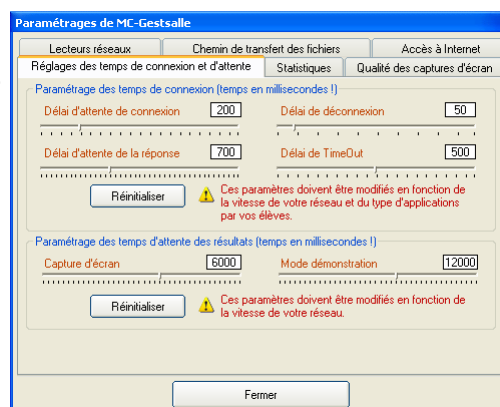 Paramétrages de MC-Gestsalle
Lecteurs réseaux
Chemin de transfert des fichiers
Accès à Internet
Réglages des temps de connexion et d'attente
Statistiques
Qualité des captures d'écran
Paramétrage des temps de connexion (temps en millisecondes !)
Délai d'attente de connexion
200
Délai de déconnexion
50
Délai d'attente de la réponse
700
Délai de TimeOut
500
Réinitialiser
Ces paramètres doivent être modifiés en fonction de
la vitesse de votre réseau et du type d'applications
par vos élèves.
Paramétrage des temps d'attente des résultats (temps en millisecondes !)
Capture d'écran
6000
Mode démonstration
12000
Réinitialiser
Ces paramètres doivent être modifiés en fonction de
la vitesse de votre réseau.
Fermer